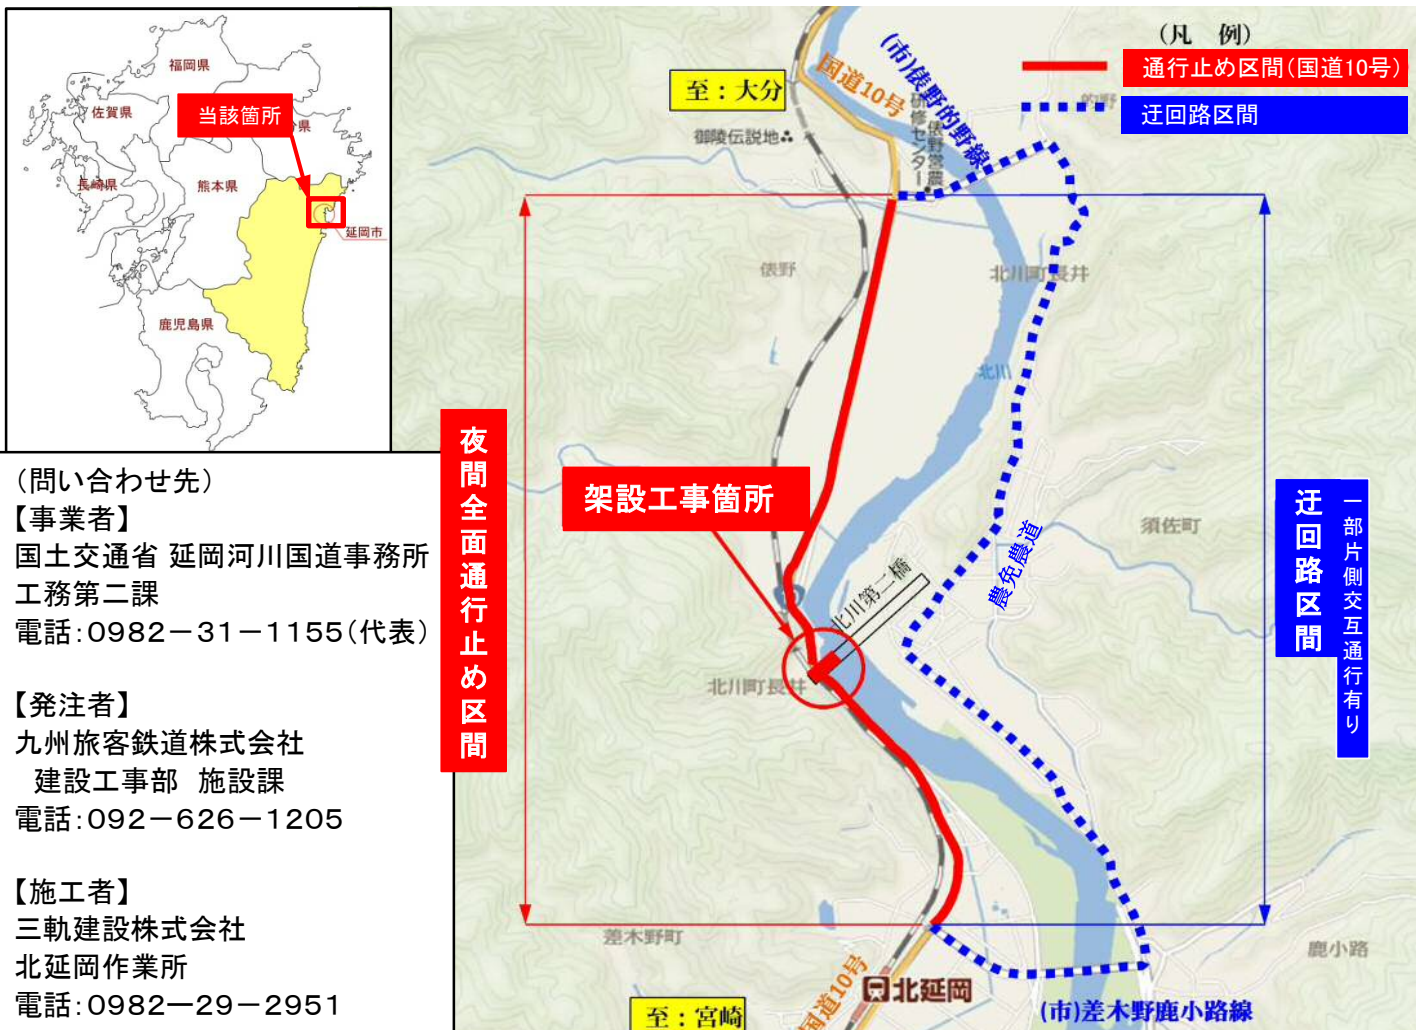 福岡県
佐賀県
当該箇所
分県
長崎県
熊本県
延岡市
鹿児島県
(問い合わせ先)
【事業者】
国土交通省 延岡河川国道事務所
工務第二課
電話:0982-31-1155(代表)
【発注者】
九州旅客鉄道株式会社
建設工事部 施設課
電話:092-626-1205
【施工者】
三軌建設株式会社
北延岡作業所
電話:0982-29-2951
(凡 例)
通行止め区間(国道10号)
迂回路区間
至:大分
国道10号
(市)俵野的野線
的野
御陵伝説地
俵野営農
研修センター
俵野
北川町長井
北川
夜間全面通行止め区間
架設工事箇所
北川第二橋
農免農道
須佐町
迂回路区間
一部片側交互通行有り
北川町長井
差木野町
鹿小路
国道10号
北延岡
至:宮崎
(市)差木野鹿小路線